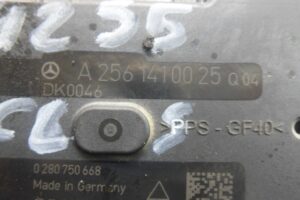 1255
A 256 141 00 25 Q04
DK0046
CLS
>PPS - GF40<
0 280 750 668
Made in Germany